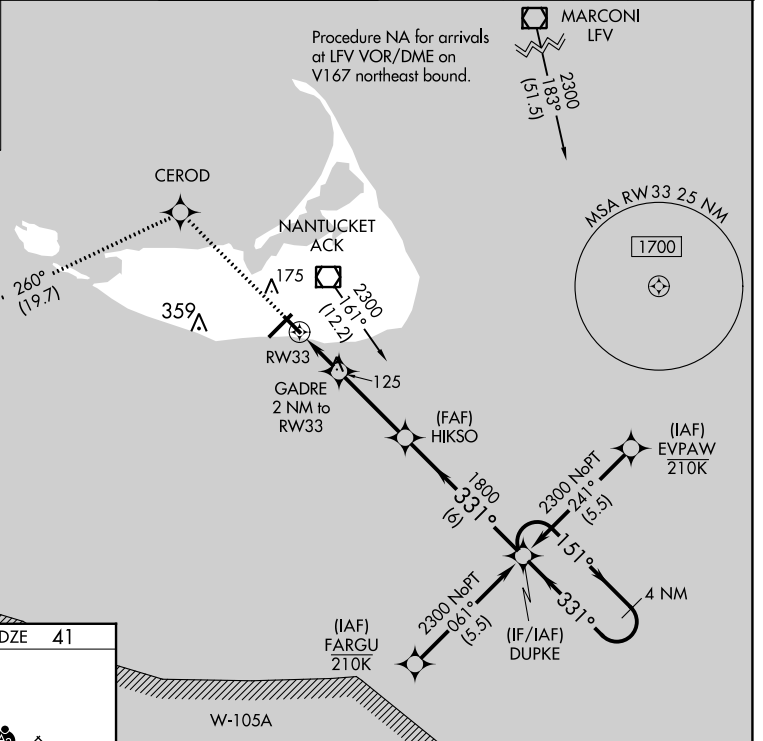 Procedure NA for arrivals
at LFV VOR/DME on
V167 northeast bound.
MARCONI
LFV
2300
183°
(51.5)
CEROD
MSA RW33 25 NM
1700
NANTUCKET
ACK
175
2300
161°
(12.2)
260°
(19.7)
359
RW33
GADRE
2 NM to
RW33
125
(FAF)
HIKSO
(IAF)
EVPAW
210K
1800
331°
(6)
2300 NoPT
241°
(5.5)
151°
4 NM
331°
2300 NoPT
061°
(5.5)
(IAF)
FARGU
210K
(IF/IAF)
DUPKE
DZE 41
W-105A